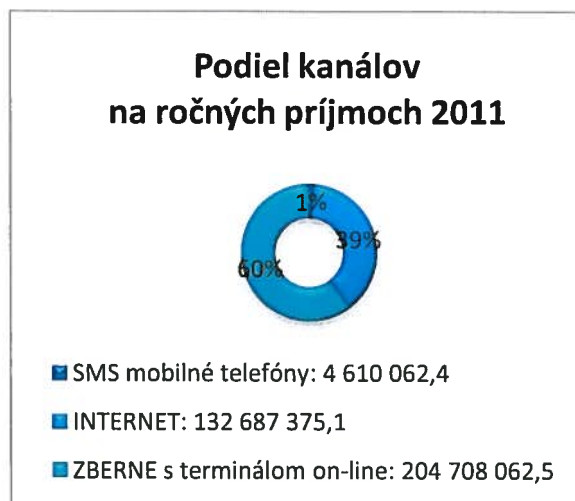 Podiel kanálov
na ročných príjmoch 2011
1%
39%
60%
SMS mobilné telefóny: 4 610 062,4
INTERNET: 132 687 375,1
ZBERNE s terminálom on-line: 204 708 062,5